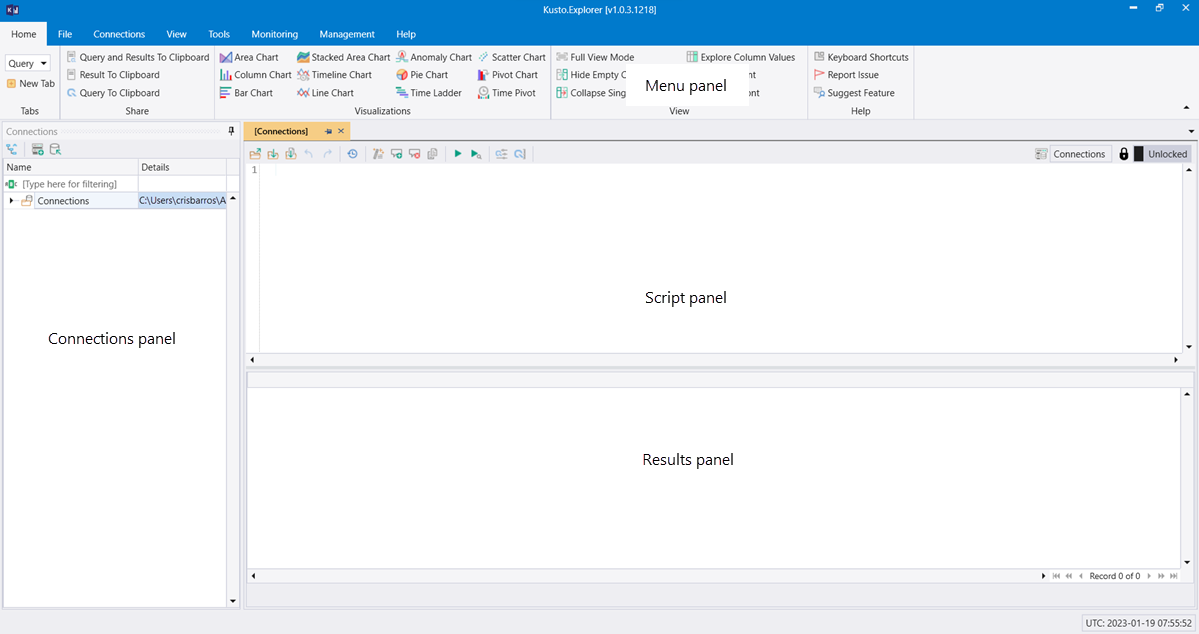 Kusto.Explorer [v1.0.3.1218]
Home File Connections View Tools Monitoring Management Help
Query Query and Results To Clipboard Area Chart Stacked Area Chart Anomaly Chart Scatter Chart Full View Mode Explore Column Values Keyboard Shortcuts
New Tab Result To Clipboard Column Chart Timeline Chart Pie Chart Pivot Chart Hide Empty C Report Issue
Query To Clipboard Bar Chart Line Chart Time Ladder Time Pivot Collapse Sing Suggest Feature
Menu panel
Tabs Share Visualizations View Help
Connections
[Connections]
Connections Unlocked
Name Details
[Type here for filtering]
Connections C:\Users\crisbarros\A
1
Script panel
Connections panel
Results panel
Record 0 of 0
UTC: 2023-01-19 07:55:52